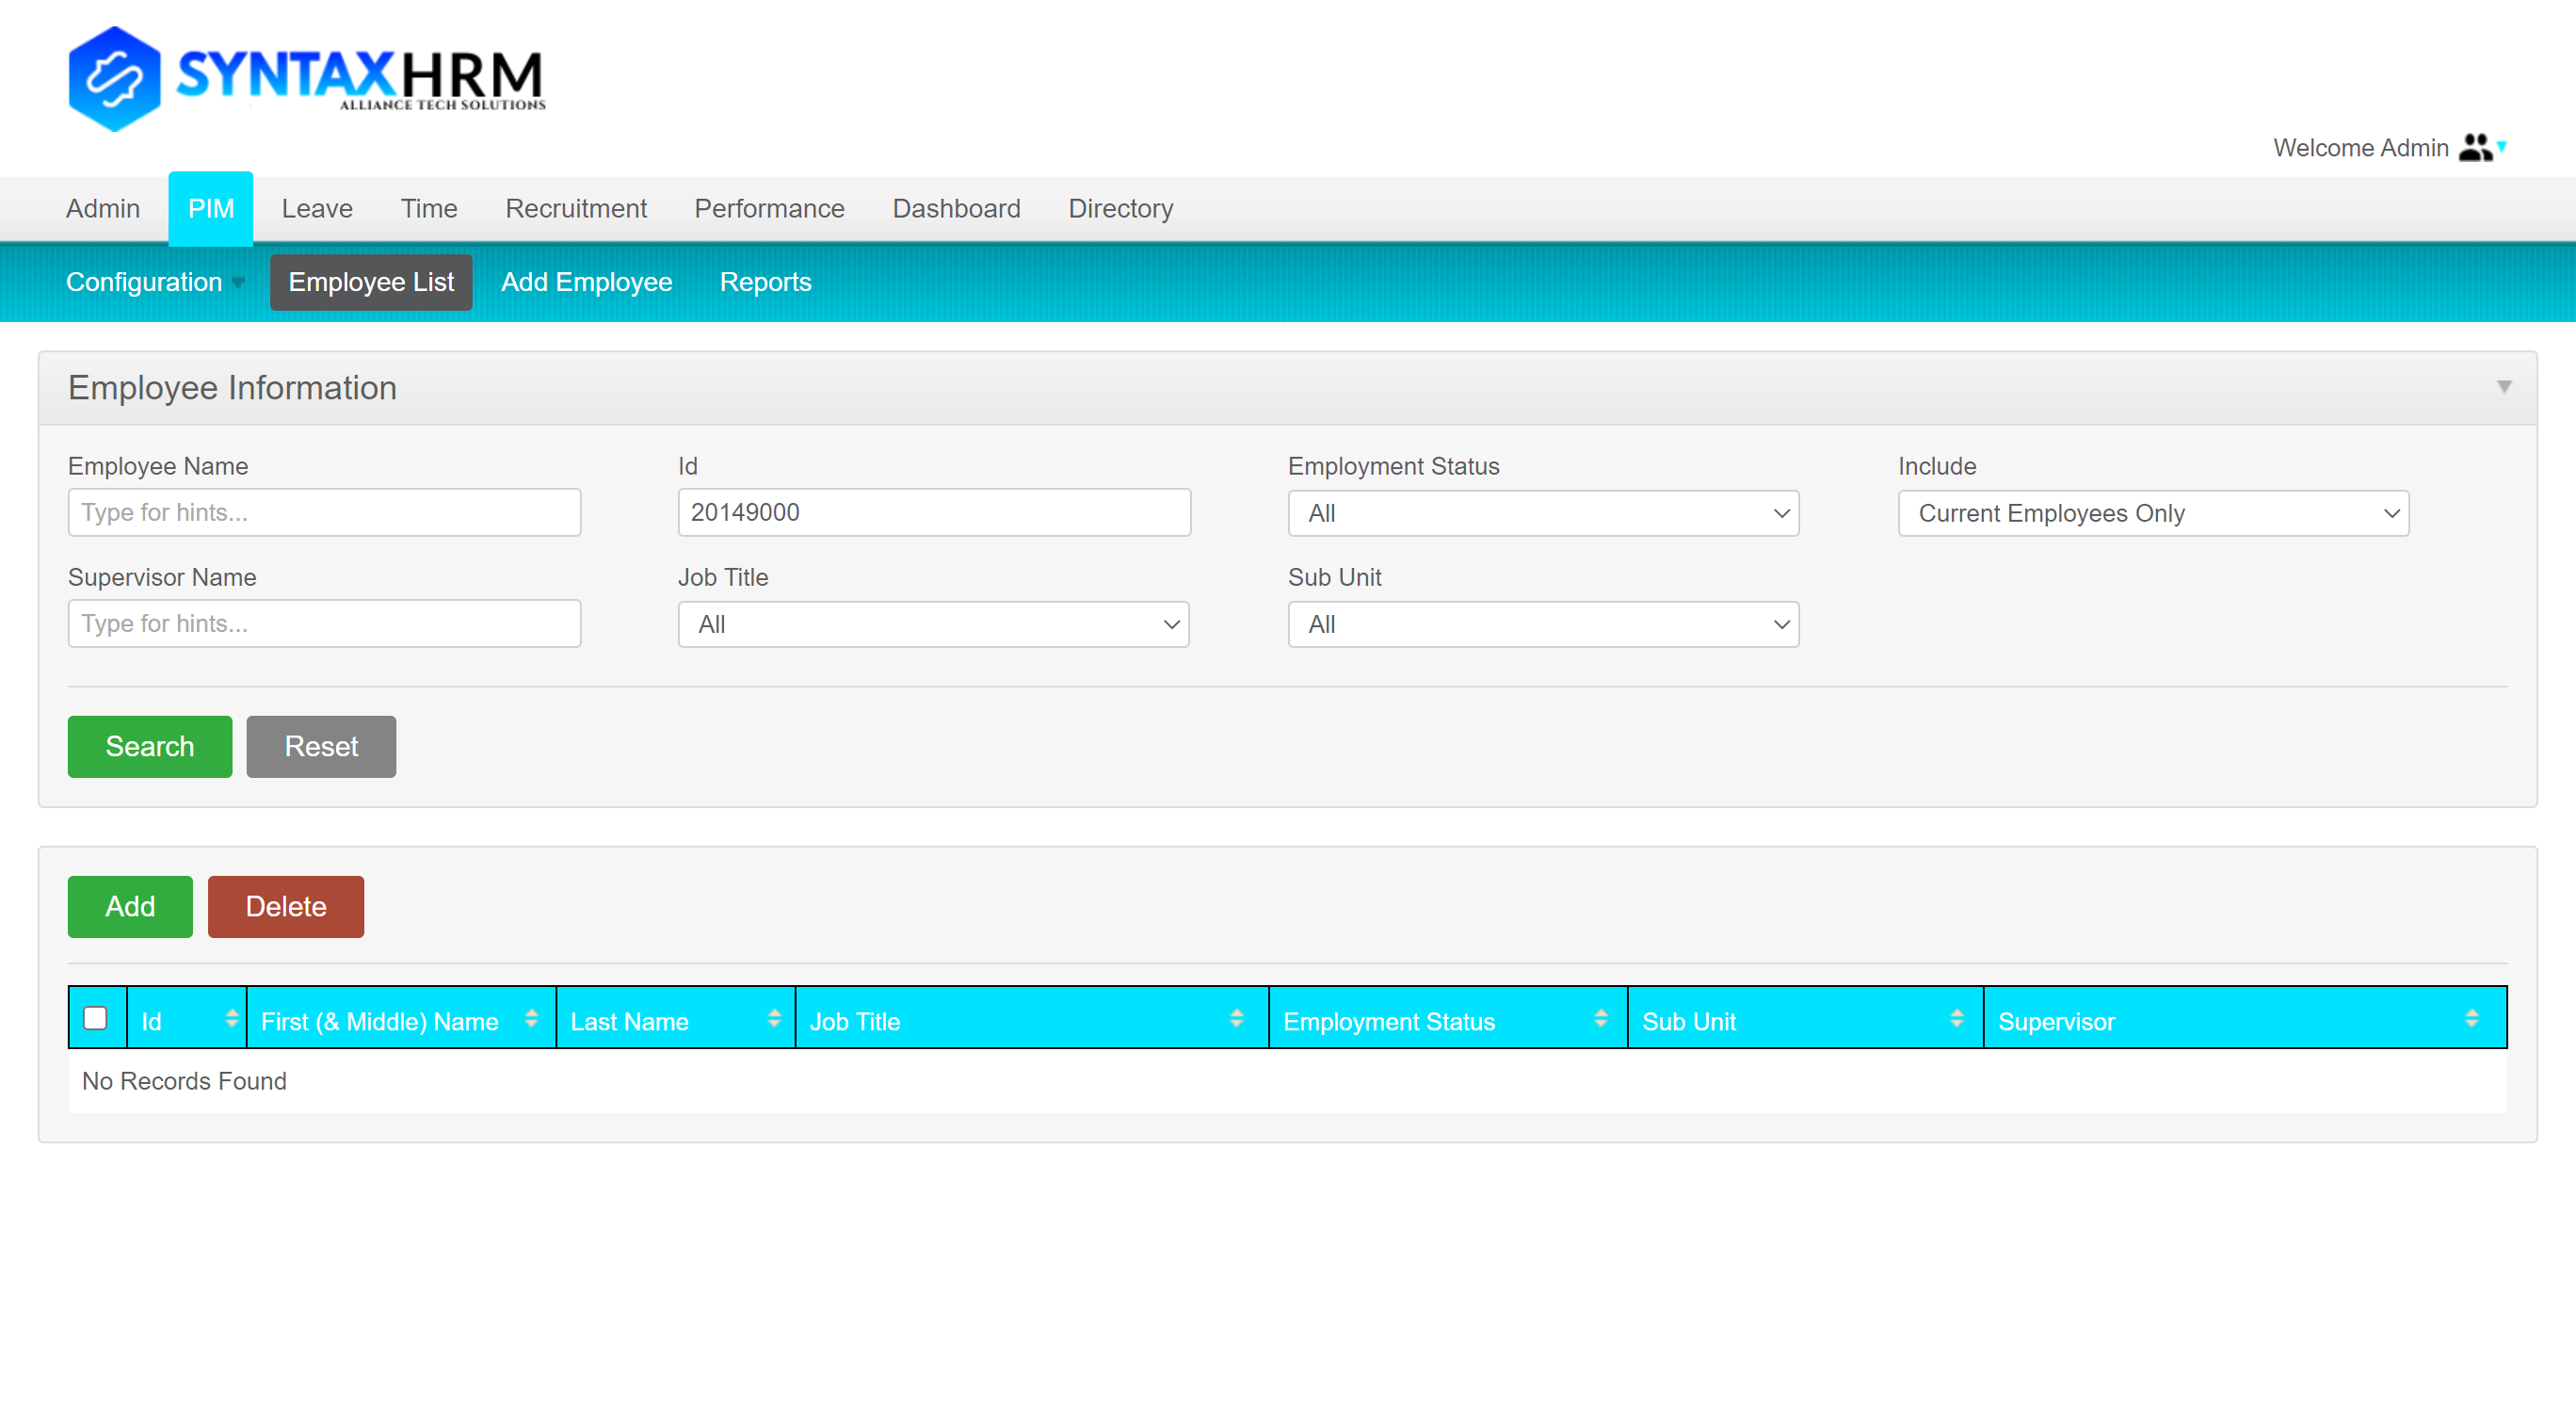 SYNTAXHRM
ALLIANCE TECH SOLUTIONS
Welcome Admin
Admin PIM Leave Time Recruitment Performance Dashboard Directory
Configuration Employee List Add Employee Reports
Employee Information
Employee Name Id Employment Status Include
Type for hints... 20149000 All Current Employees Only
Supervisor Name Job Title Sub Unit
Type for hints... All All
Search Reset
Add Delete
Id First (& Middle) Name Last Name Job Title Employment Status Sub Unit Supervisor
No Records Found